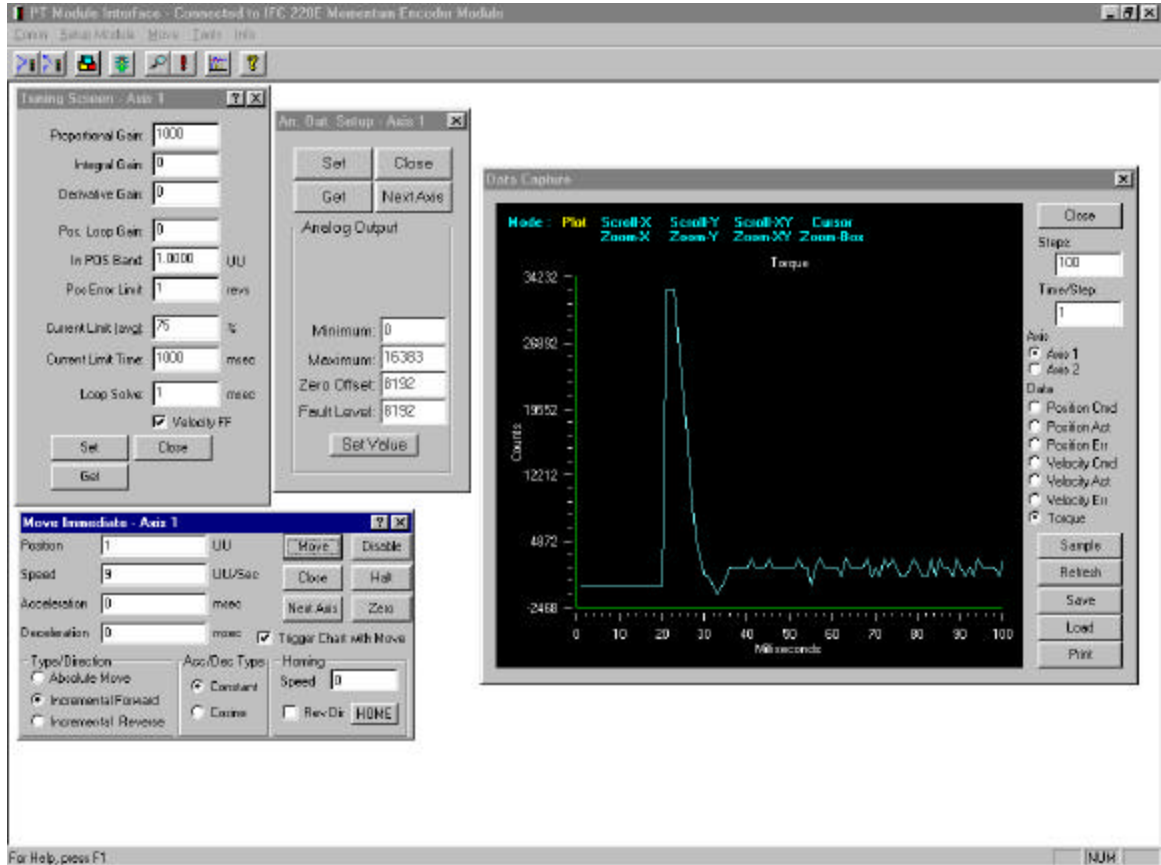 PT Module Interface - Connected to IFC 220E Momentum Encoder Module
Comm Setup Module Move Tools Info
Tuning Screen - Axis 1
Proportional Gain: 1000
Integral Gain: 0
Derivative Gain: 0
Pos. Loop Gain: 0
In POS Band: 1.0000 UU
Pos Error Limit: 1 revs
Current Limit (avg): 75 %
Current Limit Time: 1000 msec
Loop Solve: 1 msec
Velocity FF
Set Close
Get
An. Out. Setup - Axis 1
Set Close
Get Next Axis
Analog Output
Minimum: 0
Maximum: 16383
Zero Offset: 8192
Fault Level: 8192
Set Value
Data Capture
Mode : Plot Scroll-X Scroll-Y Scroll-XY Cursor
Zoom-X Zoom-Y Zoom-XY Zoom-Box
Torque
34232
26892
19552
12212
4872
-2468
Counts
0 10 20 30 40 50 60 70 80 90 100
Milliseconds
Close
Steps:
100
Time/Step:
1
Axis
Axis 1
Axis 2
Data
Position Cmd
Position Act
Position Err
Velocity Cmd
Velocity Act
Velocity Err
Torque
Sample
Refresh
Save
Load
Print
Move Immediate - Axis 1
Position 1 UU Move Disable
Speed 9 UU/Sec Close Halt
Acceleration 0 msec Next Axis Zero
Deceleration 0 msec Trigger Chart with Move
Type/Direction
Absolute Move
Incremental Forward
Incremental Reverse
Acc/Dec Type
Constant
Cosine
Homing
Speed 0
Rev Dir HOME
For Help, press F1
NUM